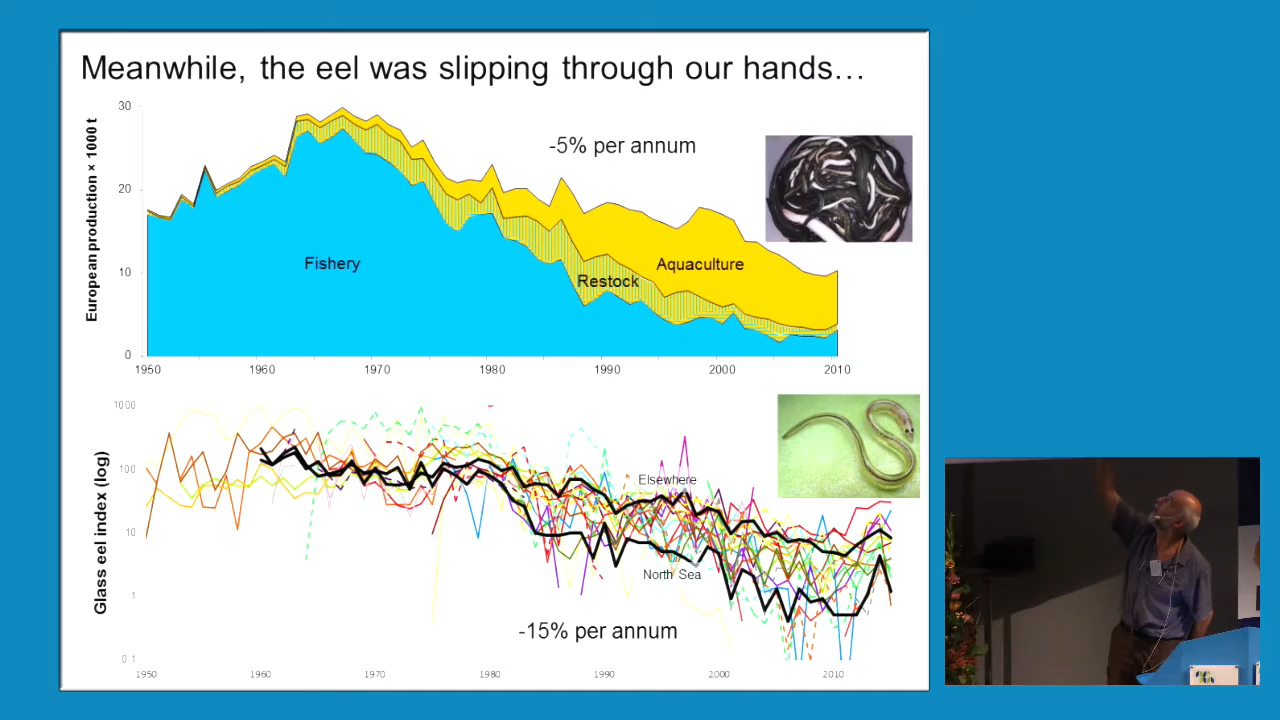 Meanwhile, the eel was slipping through our hands…
European production × 1000 t
30
20
10
0
-5% per annum
Fishery
Restock
Aquaculture
1950 1960 1970 1980 1990 2000 2010
Glass eel index (log)
1000
100
10
1
0.1
Elsewhere
North Sea
-15% per annum
1950 1960 1970 1980 1990 2000 2010